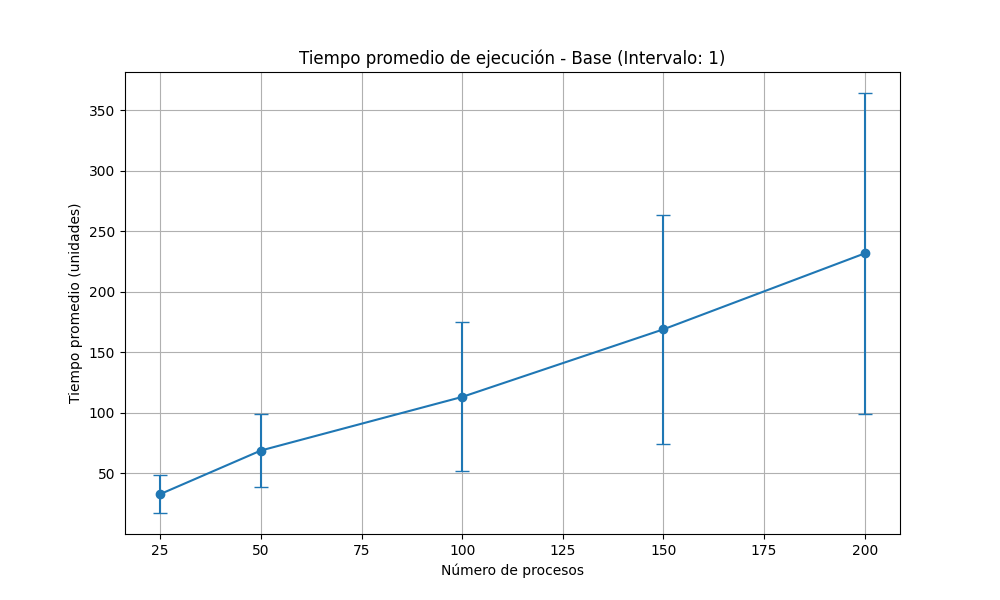 Tiempo promedio de ejecución - Base (Intervalo: 1)
Tiempo promedio (unidades)
350
300
250
200
150
100
50
25 50 75 100 125 150 175 200
Número de procesos